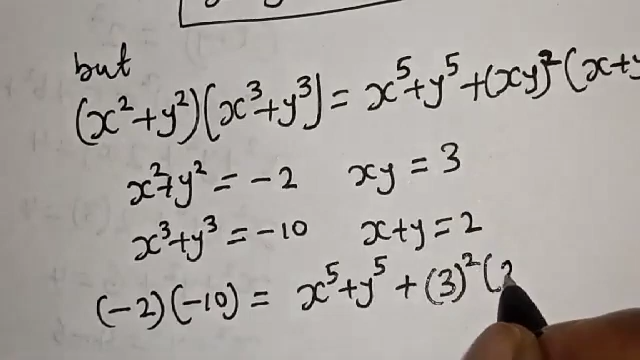 but
(x²+y²)(x³+y³) = x⁵+y⁵+(xy)²(x+y
x²+y² = -2 xy = 3
x³+y³ = -10 x+y = 2
(-2)(-10) = x⁵+y⁵ + (3)²(2